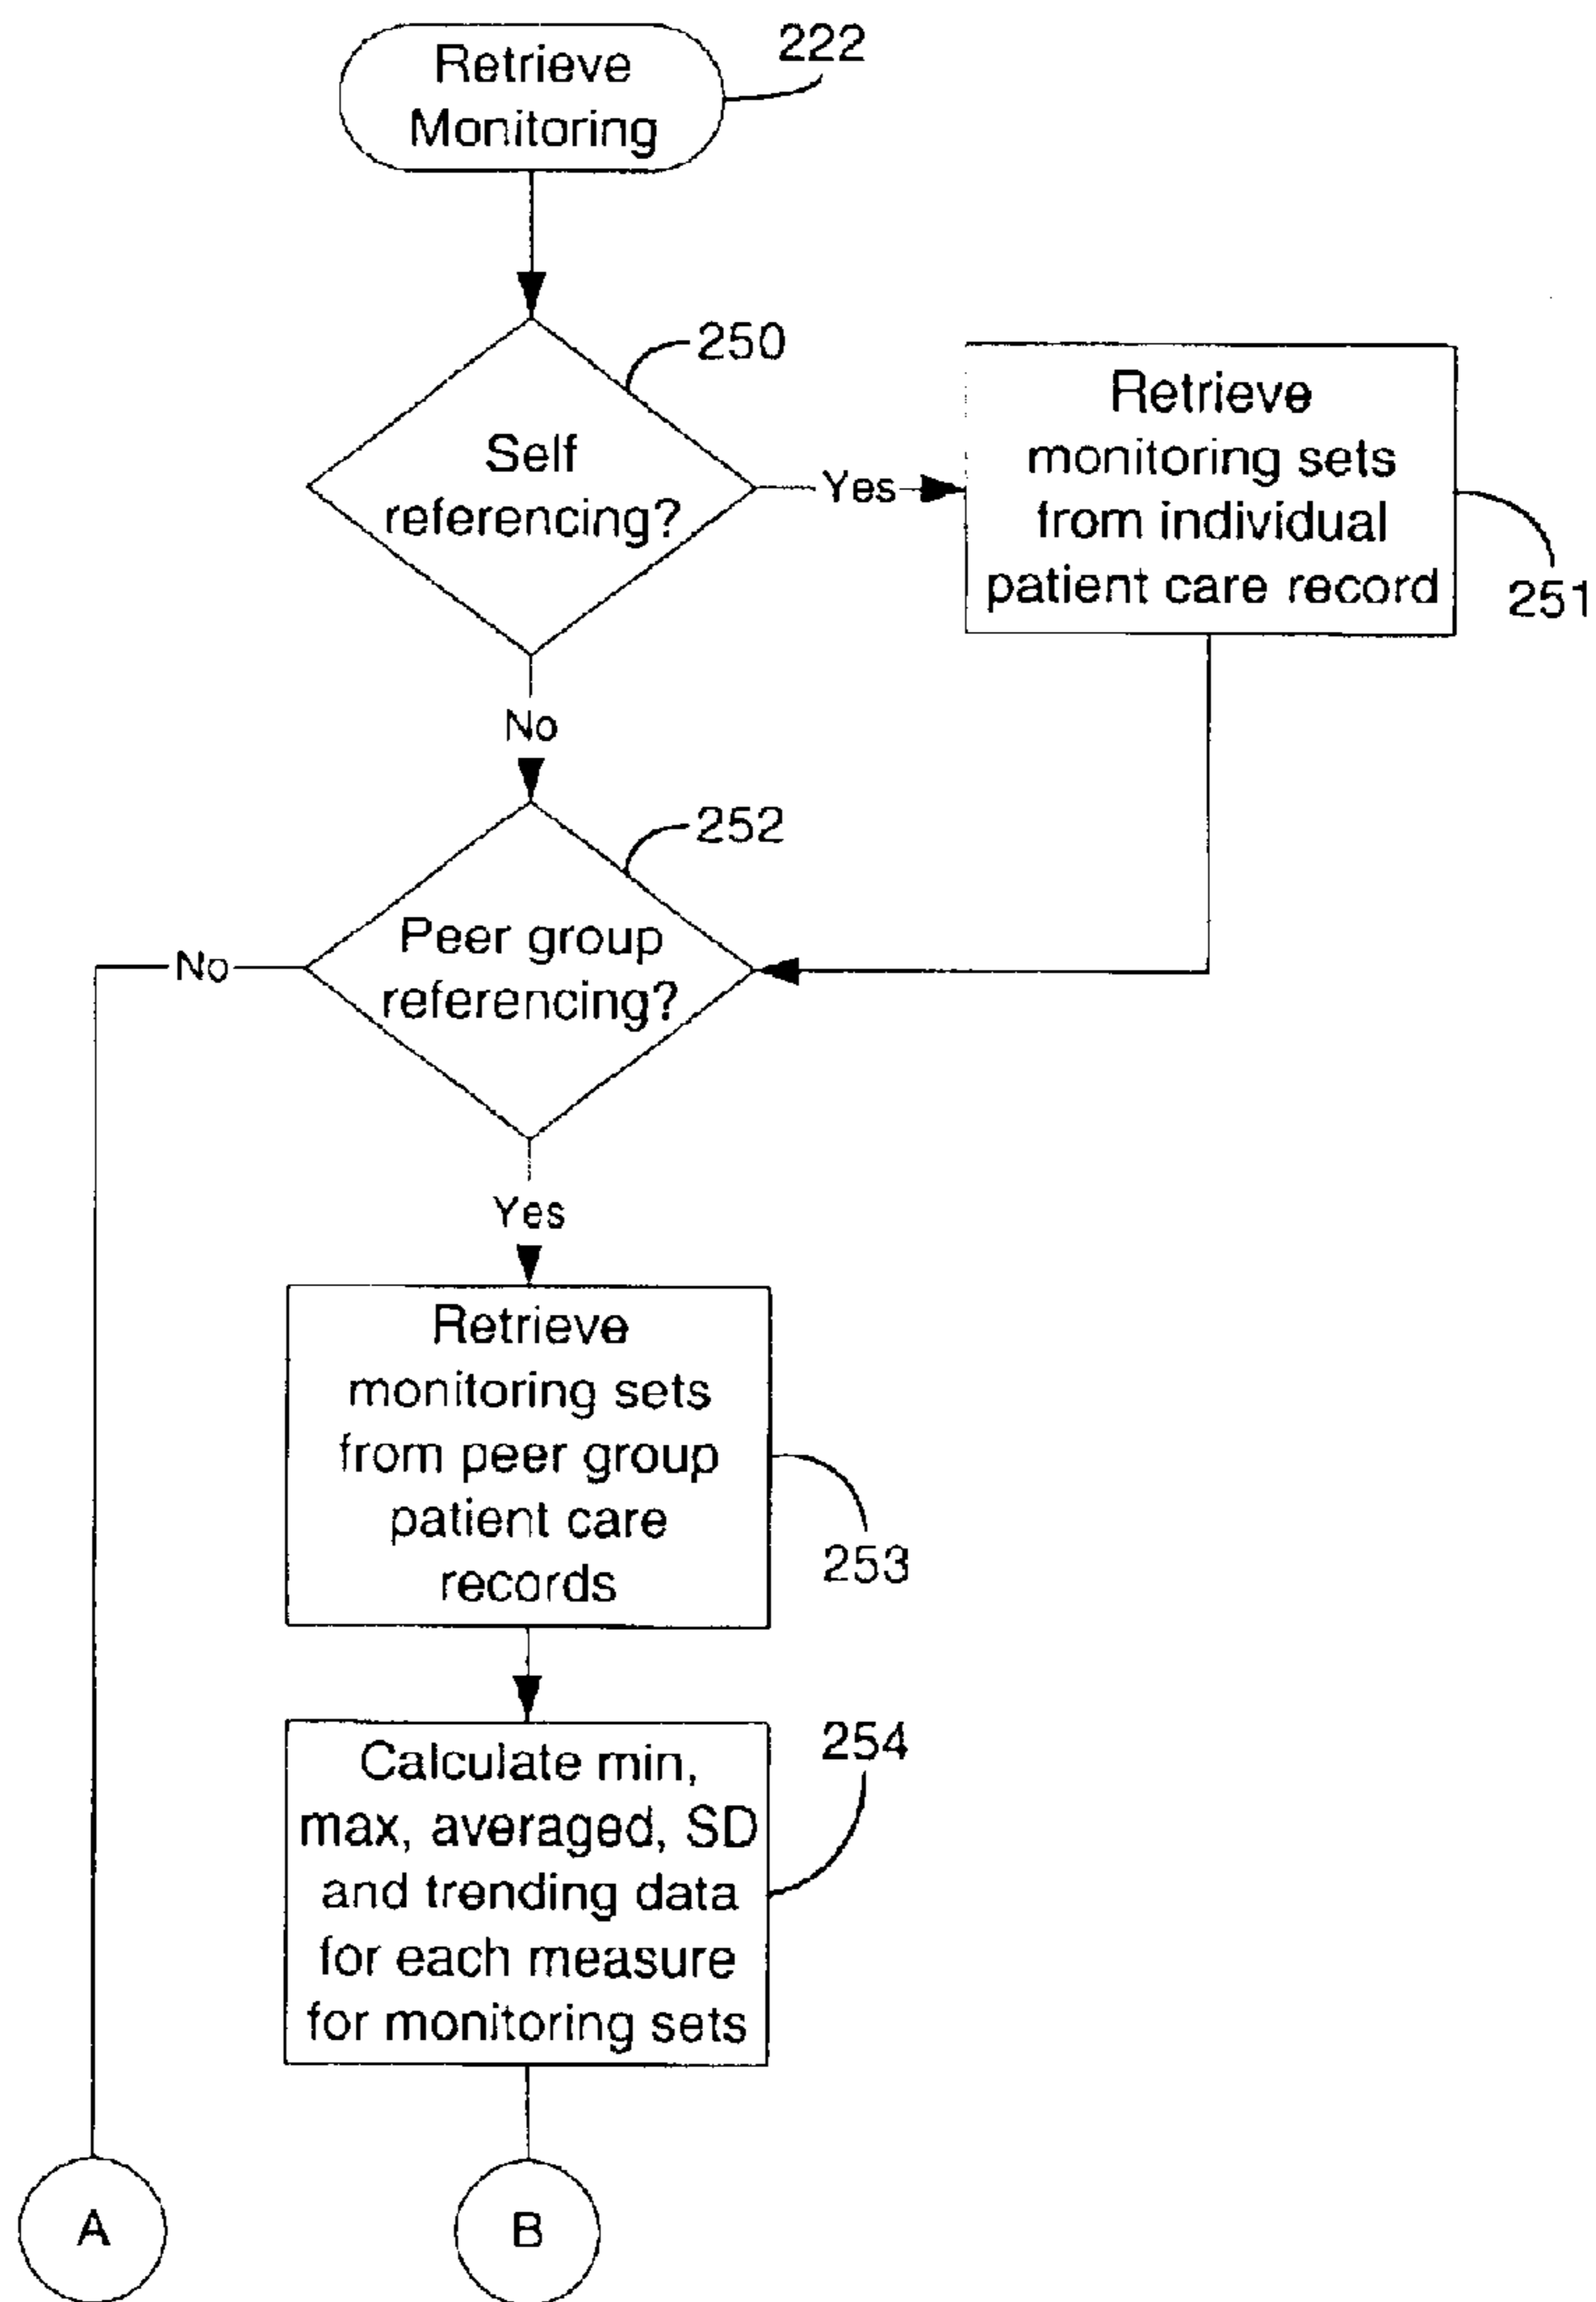 Retrieve
Monitoring
222
250
Self
referencing?
Yes
Retrieve
monitoring sets
from individual
patient care record
251
No
252
Peer group
referencing?
No
Yes
Retrieve
monitoring sets
from peer group
patient care
records
253
Calculate min,
max, averaged, SD
and trending data
for each measure
for monitoring sets
254
A
B